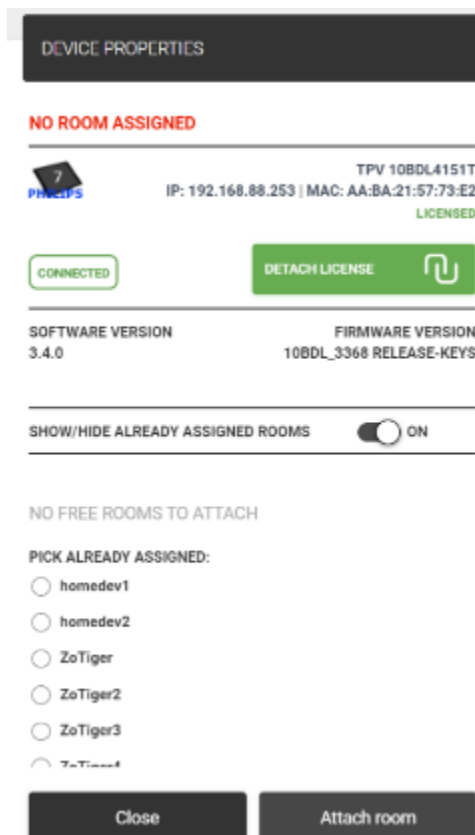 DEVICE PROPERTIES
NO ROOM ASSIGNED
7
PHILIPS
TPV 10BDL4151T
IP: 192.168.88.253 | MAC: AA:BA:21:57:73:E2
LICENSED
CONNECTED
DETACH LICENSE
SOFTWARE VERSION
3.4.0
FIRMWARE VERSION
10BDL_3368 RELEASE-KEYS
SHOW/HIDE ALREADY ASSIGNED ROOMS ON
NO FREE ROOMS TO ATTACH
PICK ALREADY ASSIGNED:
homedev1
homedev2
ZoTiger
ZoTiger2
ZoTiger3
Close
Attach room